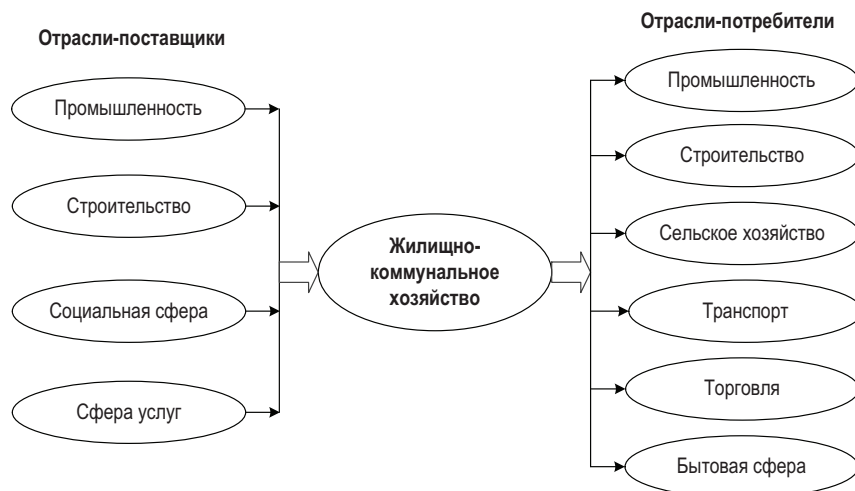 Отрасли-поставщики
Промышленность
Строительство
Социальная сфера
Сфера услуг
Жилищно-
коммунальное
хозяйство
Отрасли-потребители
Промышленность
Строительство
Сельское хозяйство
Транспорт
Торговля
Бытовая сфера